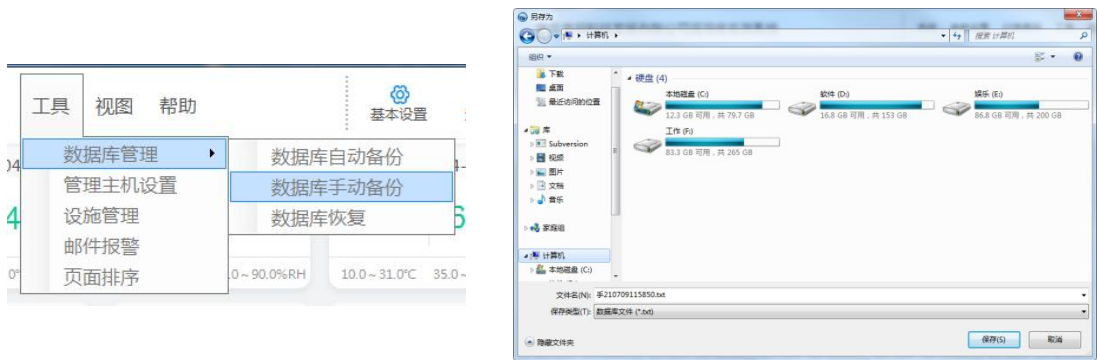 工具 视图 帮助
基本设置
数据库管理
管理主机设置
设施管理
邮件报警
页面排序
数据库自动备份
数据库手动备份
数据库恢复
0~90.0%RH
10.0~31.0℃ 35.0~
另存为
计算机
搜索 计算机
组织
下载
桌面
最近访问的位置
库
Subversion
视频
图片
文档
音乐
家庭组
计算机
本地磁盘 (C:)
硬盘 (4)
本地磁盘 (C:)
12.3 GB 可用，共 79.7 GB
软件 (D:)
16.8 GB 可用，共 153 GB
娱乐 (E:)
86.8 GB 可用，共 200 GB
工作 (F:)
83.3 GB 可用，共 265 GB
文件名(N): 手210709115850.txt
保存类型(T): 数据库文件 (*.txt)
隐藏文件夹
保存(S)
取消